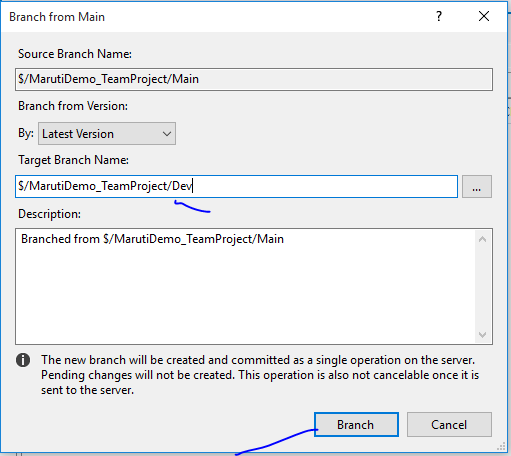 Branch from Main
?
Source Branch Name:
$/MarutiDemo_TeamProject/Main
Branch from Version:
By: Latest Version
Target Branch Name:
$/MarutiDemo_TeamProject/Dev
...
Description:
Branched from $/MarutiDemo_TeamProject/Main
The new branch will be created and committed as a single operation on the server.
Pending changes will not be created. This operation is also not cancelable once it is
sent to the server.
Branch Cancel